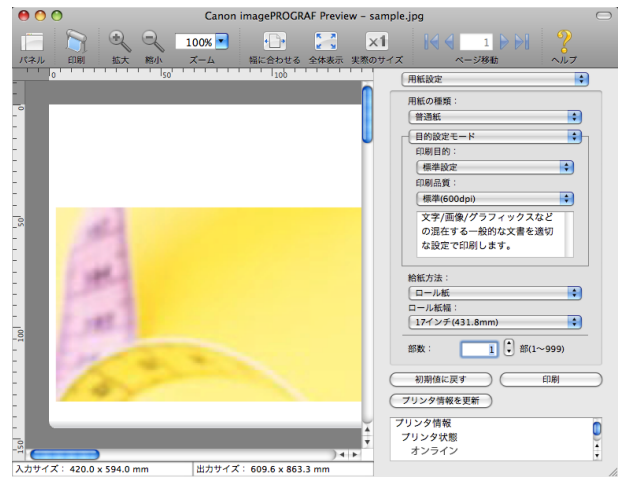 Canon imagePROGRAF Preview – sample.jpg
100%
×1
1
パネル 印刷 拡大 縮小 ズーム 幅に合わせる 全体表示 実際のサイズ ページ移動 ヘルプ
0 50 100
0
50
100
150
用紙設定
用紙の種類：
普通紙
目的設定モード
印刷目的：
標準設定
印刷品質：
標準(600dpi)
文字/画像/グラフィックスなど
の混在する一般的な文書を適切
な設定で印刷します。
給紙方法：
ロール紙
ロール紙幅：
17インチ(431.8mm)
部数： 1 部(1〜999)
初期値に戻す 印刷
プリンタ情報を更新
プリンタ情報
プリンタ状態
オンライン
入力サイズ： 420.0 x 594.0 mm 出力サイズ： 609.6 x 863.3 mm